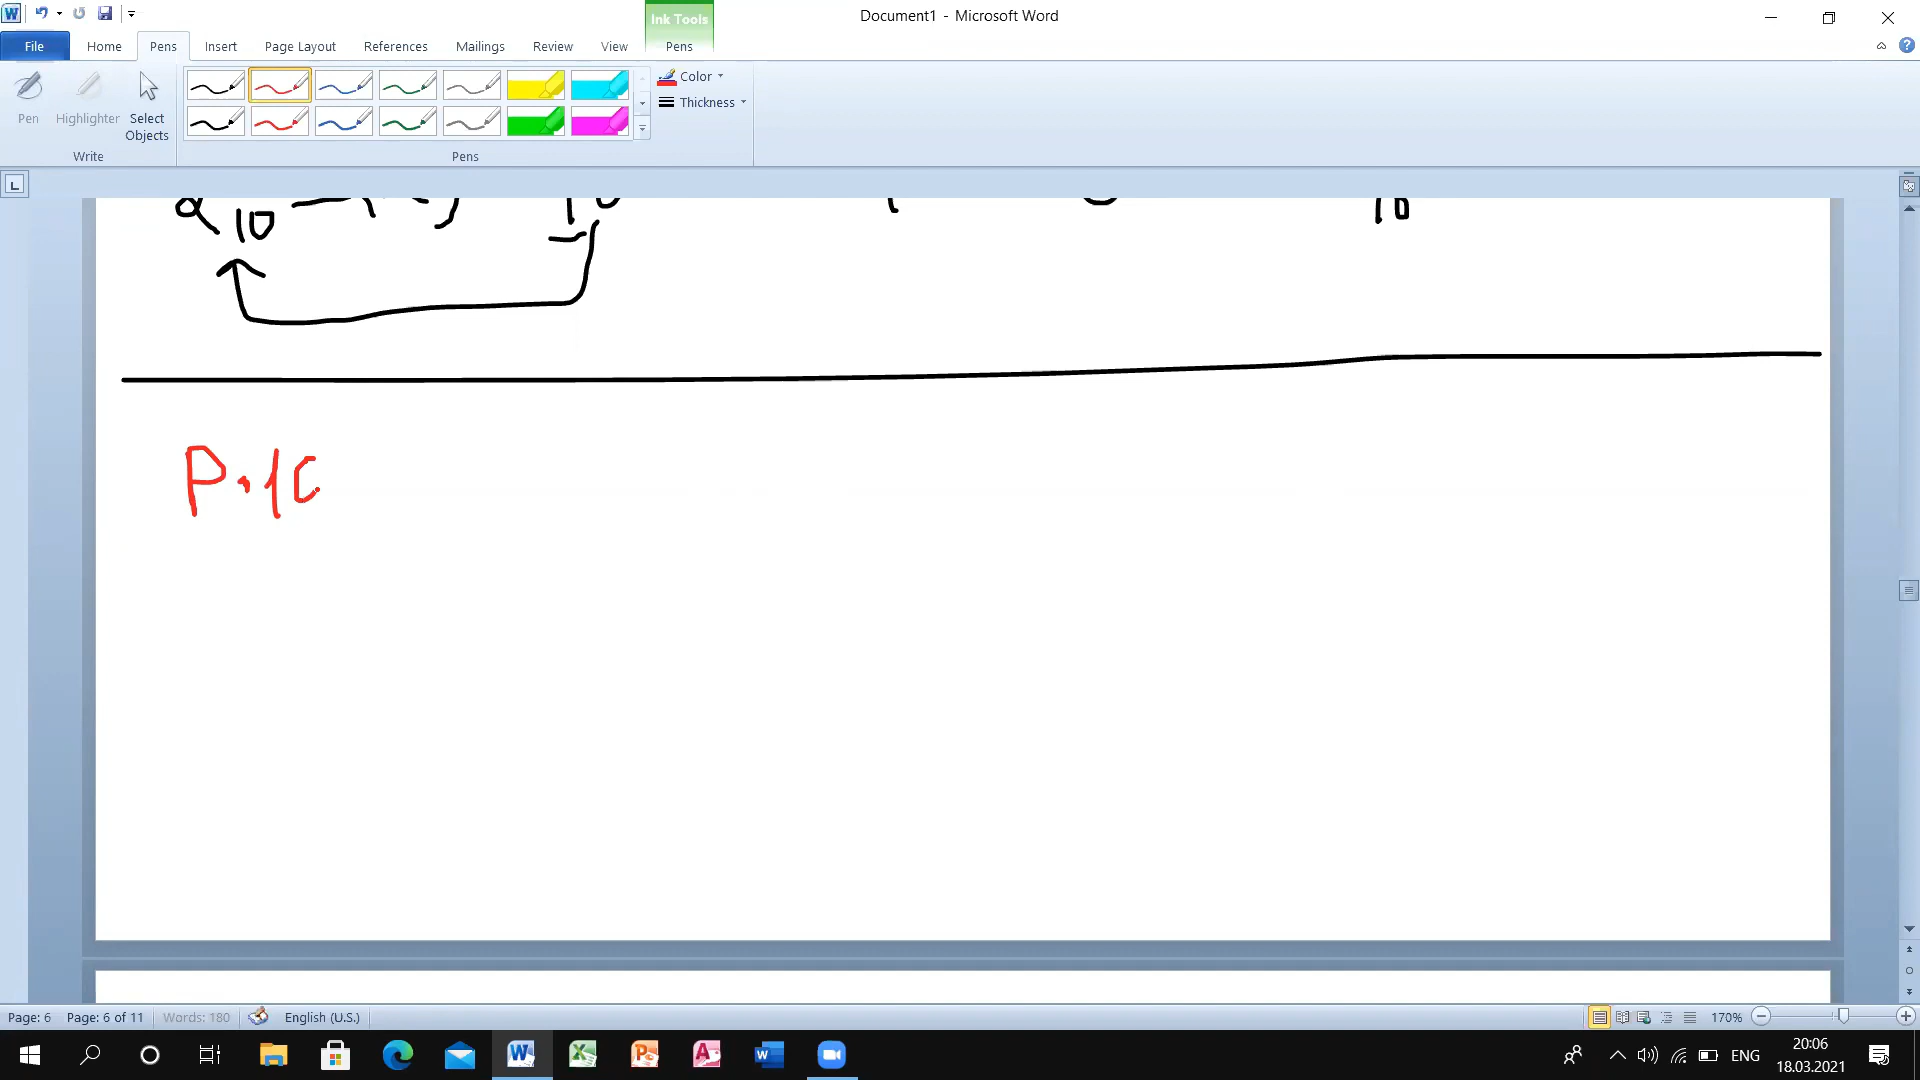 Document1 - Microsoft Word
Ink Tools
File Home Pens Insert Page Layout References Mailings Review View Pens
Pen Highlighter Select Objects
Color
Thickness
Write Pens
10
P.10
Page: 6 Page: 6 of 11 Words: 180 English (U.S.) 170%
ENG
20:06
18.03.2021